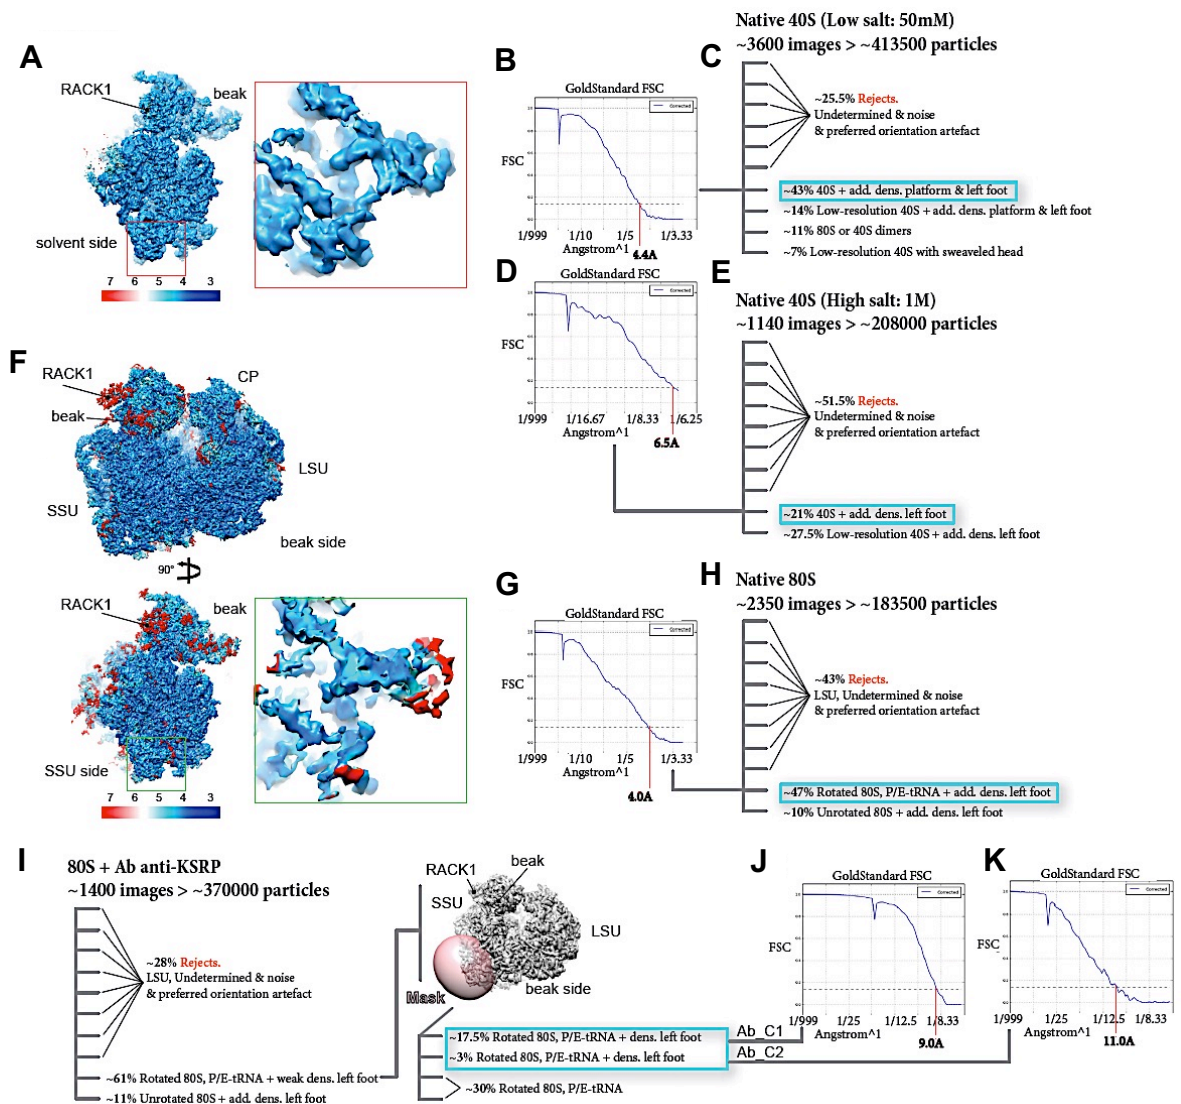 A
RACK1
beak
solvent side
7 6 5 4 3
B
GoldStandard FSC
Corrected
FSC
1/999 1/10 1/5 1/3.33
Angstrom^1
4.4A
C
Native 40S (Low salt: 50mM)
~3600 images > ~413500 particles
~25.5% Rejects.
Undetermined & noise
& preferred orientation artefact
~43% 40S + add. dens. platform & left foot
~14% Low-resolution 40S + add. dens. platform & left foot
~11% 80S or 40S dimers
~7% Low-resolution 40S with sweaveled head
D
GoldStandard FSC
Corrected
FSC
1/999 1/16.67 1/8.33 1/6.25
Angstrom^1
6.5A
E
Native 40S (High salt: 1M)
~1140 images > ~208000 particles
~51.5% Rejects.
Undetermined & noise
& preferred orientation artefact
~21% 40S + add. dens. left foot
~27.5% Low-resolution 40S + add. dens. left foot
F
RACK1
CP
beak
LSU
SSU
beak side
90°
RACK1
beak
SSU side
7 6 5 4 3
G
GoldStandard FSC
Corrected
FSC
1/999 1/10 1/5 1/3.33
Angstrom^1
4.0A
H
Native 80S
~2350 images > ~183500 particles
~43% Rejects.
LSU, Undetermined & noise
& preferred orientation artefact
~47% Rotated 80S, P/E-tRNA + add. dens. left foot
~10% Unrotated 80S + add. dens. left foot
I
80S + Ab anti-KSRP
~1400 images > ~370000 particles
~28% Rejects.
LSU, Undetermined & noise
& preferred orientation artefact
~61% Rotated 80S, P/E-tRNA + weak dens. left foot
~11% Unrotated 80S + add. dens. left foot
beak
RACK1
SSU
LSU
Mask
beak side
~17.5% Rotated 80S, P/E-tRNA + dens. left foot
~3% Rotated 80S, P/E-tRNA + dens. left foot
~30% Rotated 80S, P/E-tRNA
Ab_C1
Ab_C2
J
GoldStandard FSC
Corrected
FSC
1/999 1/25 1/12.5 1/8.33
Angstrom^1
9.0A
K
GoldStandard FSC
Corrected
FSC
1/999 1/25 1/12.5 1/8.33
Angstrom^1
11.0A